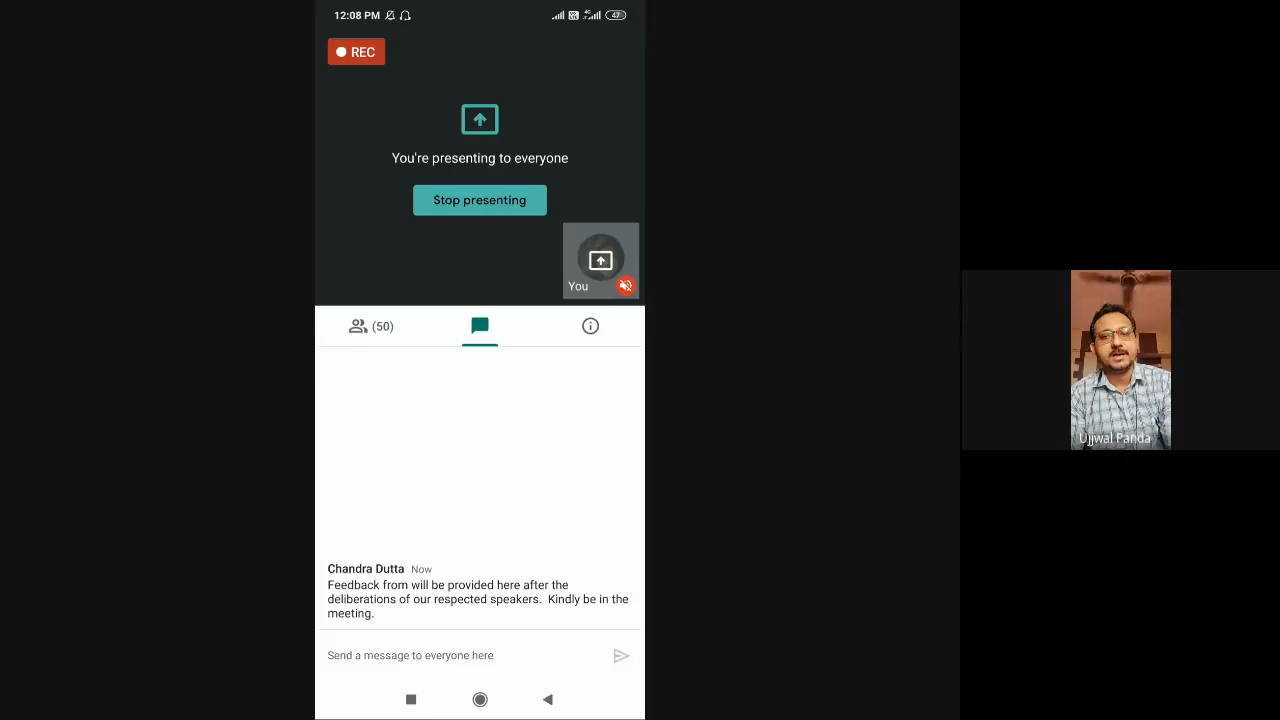 12:08 PM
47
REC
You're presenting to everyone
Stop presenting
You
(50)
Chandra Dutta Now
Feedback from will be provided here after the
deliberations of our respected speakers. Kindly be in the
meeting.
Send a message to everyone here
Ujjwal Panda